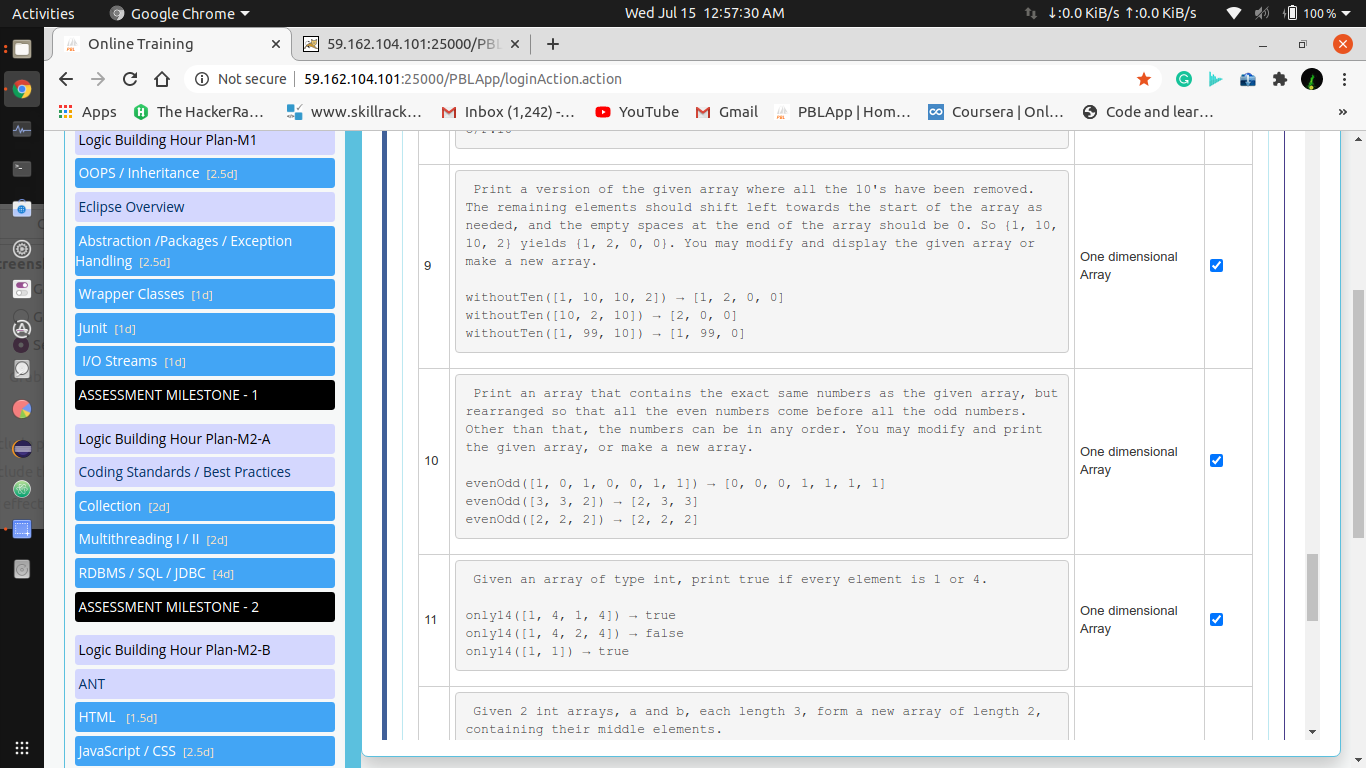 Activities
Google Chrome
Wed Jul 15 12:57:30 AM
↓:0.0 KiB/s ↑:0.0 KiB/s
100 %
Online Training
59.162.104.101:25000/PBL
Not secure
59.162.104.101:25000/PBLApp/loginAction.action
Apps
The HackerRa…
www.skillrack…
Inbox (1,242) -…
YouTube
Gmail
PBLApp | Hom…
Coursera | Onl…
Code and lear…
»
Logic Building Hour Plan-M1
OOPS / Inheritance [2.5d]
Eclipse Overview
Abstraction /Packages / Exception
Handling [2.5d]
Wrapper Classes [1d]
Junit [1d]
I/O Streams [1d]
ASSESSMENT MILESTONE - 1
Logic Building Hour Plan-M2-A
Coding Standards / Best Practices
Collection [2d]
Multithreading I / II [2d]
RDBMS / SQL / JDBC [4d]
ASSESSMENT MILESTONE - 2
Logic Building Hour Plan-M2-B
ANT
HTML [1.5d]
JavaScript / CSS [2.5d]
9
Print a version of the given array where all the 10's have been removed.
The remaining elements should shift left towards the start of the array as
needed, and the empty spaces at the end of the array should be 0. So {1, 10,
10, 2} yields {1, 2, 0, 0}. You may modify and display the given array or
make a new array.
withoutTen([1, 10, 10, 2]) → [1, 2, 0, 0]
withoutTen([10, 2, 10]) → [2, 0, 0]
withoutTen([1, 99, 10]) → [1, 99, 0]
One dimensional
Array
10
Print an array that contains the exact same numbers as the given array, but
rearranged so that all the even numbers come before all the odd numbers.
Other than that, the numbers can be in any order. You may modify and print
the given array, or make a new array.
evenOdd([1, 0, 1, 0, 0, 1, 1]) → [0, 0, 0, 1, 1, 1, 1]
evenOdd([3, 3, 2]) → [2, 3, 3]
evenOdd([2, 2, 2]) → [2, 2, 2]
One dimensional
Array
11
Given an array of type int, print true if every element is 1 or 4.
only14([1, 4, 1, 4]) → true
only14([1, 4, 2, 4]) → false
only14([1, 1]) → true
One dimensional
Array
Given 2 int arrays, a and b, each length 3, form a new array of length 2,
containing their middle elements.